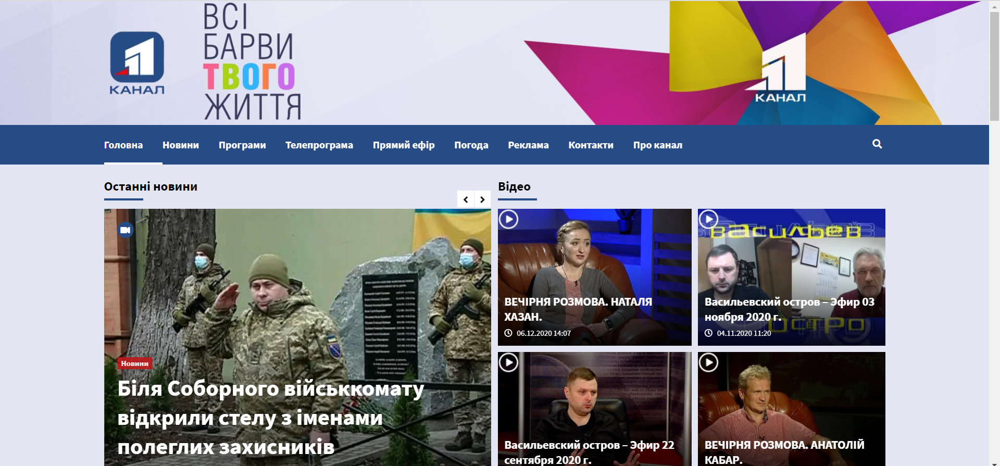 КАНАЛ
ВСІ
БАРВИ
ТВОГО
ЖИТТЯ
КАНАЛ
Головна Новини Програми Телепрограма Прямий ефір Погода Реклама Контакти Про канал
Останні новини
Новини
Біля Соборного військкомату
відкрили стелу з іменами
полеглих захисників
Відео
ВЕЧІРНЯ РОЗМОВА. НАТАЛЯ
ХАЗАН.
06.12.2020 14:07
Васильев
остро
Васильевский остров – Эфир 03
ноября 2020 г.
04.11.2020 11:20
Васильевский остров – Эфир 22
сентября 2020 г.
ВЕЧІРНЯ РОЗМОВА. АНАТОЛІЙ
КАБАР.